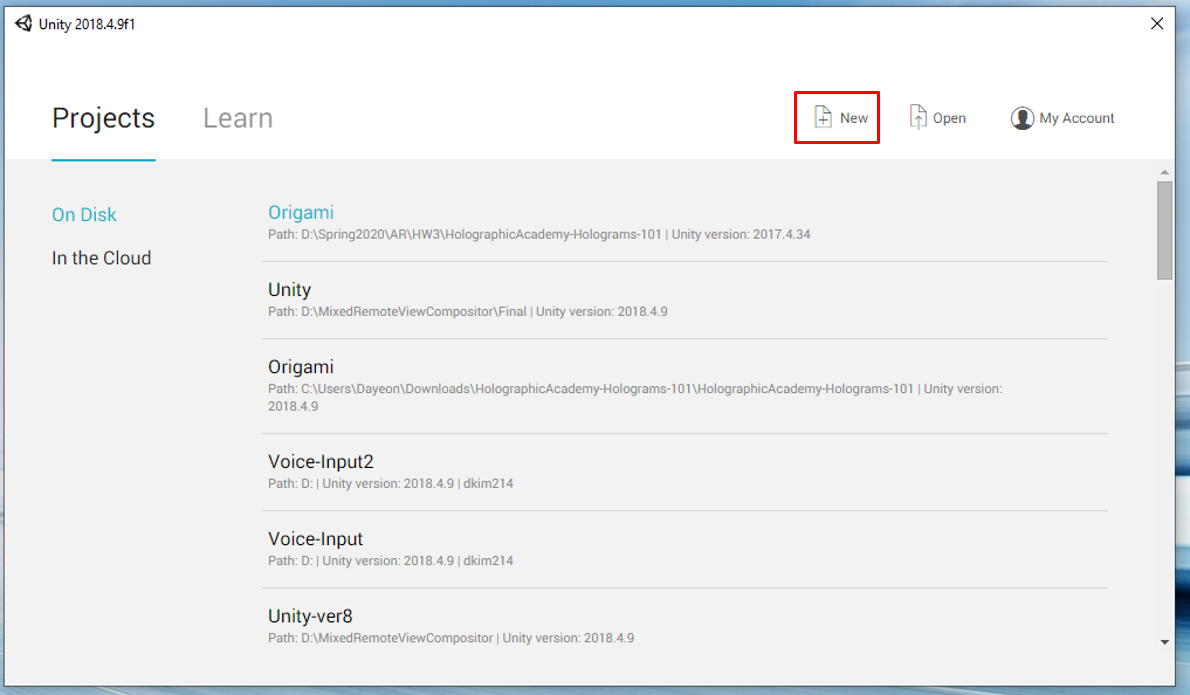 Unity 2018.4.9f1
Projects
Learn
New
Open
My Account
On Disk
In the Cloud
Origami
Path: D:\Spring2020\AR\HW3\HolographicAcademy-Holograms-101 | Unity version: 2017.4.34
Unity
Path: D:\MixedRemoteViewCompositor\Final | Unity version: 2018.4.9
Origami
Path: C:\Users\Dayeon\Downloads\HolographicAcademy-Holograms-101\HolographicAcademy-Holograms-101 | Unity version:
2018.4.9
Voice-Input2
Path: D: | Unity version: 2018.4.9 | dkim214
Voice-Input
Path: D: | Unity version: 2018.4.9 | dkim214
Unity-ver8
Path: D:\MixedRemoteViewCompositor | Unity version: 2018.4.9